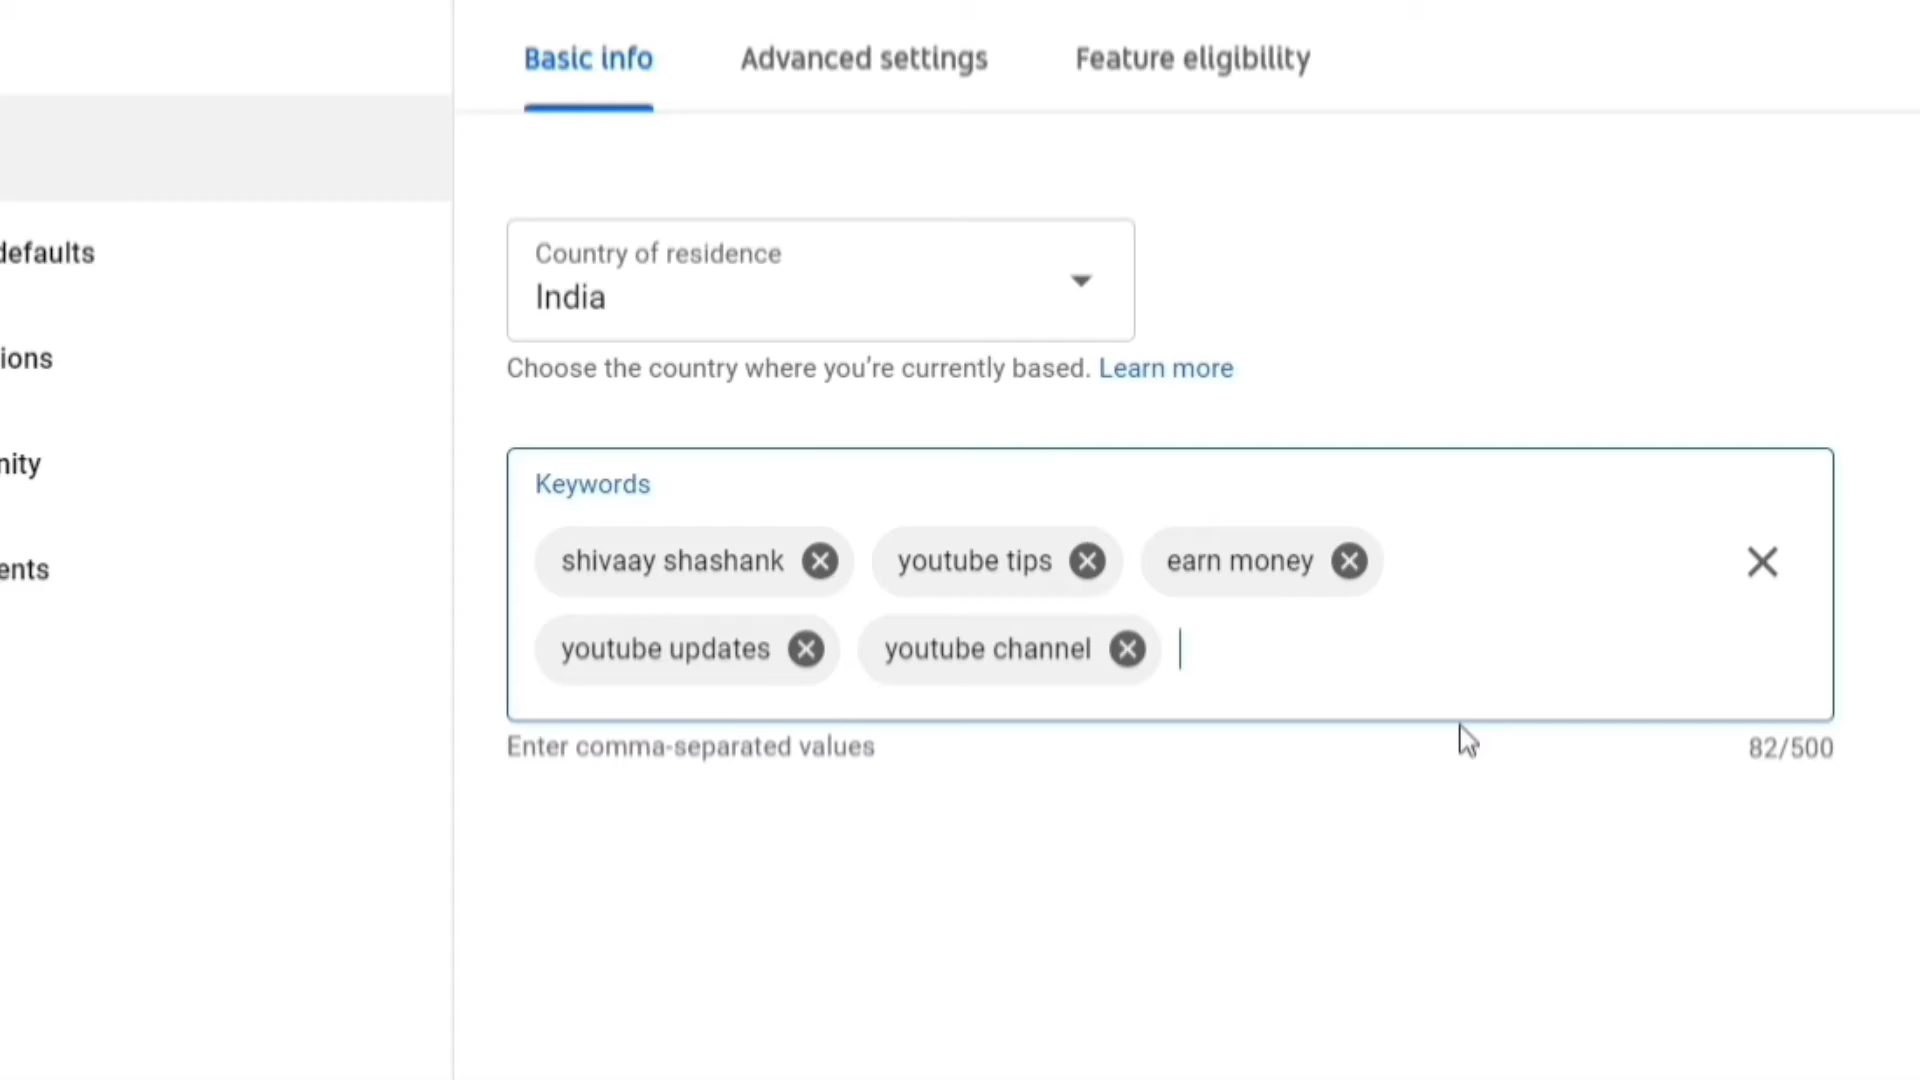 Basic info Advanced settings Feature eligibility
defaults
Country of residence
India
ions
Choose the country where you’re currently based. Learn more
nity
Keywords
shivaay shashank youtube tips earn money
ents
youtube updates youtube channel
Enter comma-separated values 82/500